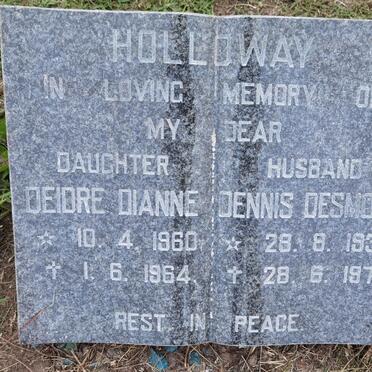 HOLLOWAY
IN LOVING MEMORY O
MY DEAR
DAUGHTER HUSBAND
DEIDRE DIANNE DENNIS DESMO
☆ 10. 4. 1960 ☆ 28. 8. 193
✝ 1. 6. 1964. ✝ 28. 6. 197
REST IN PEACE.